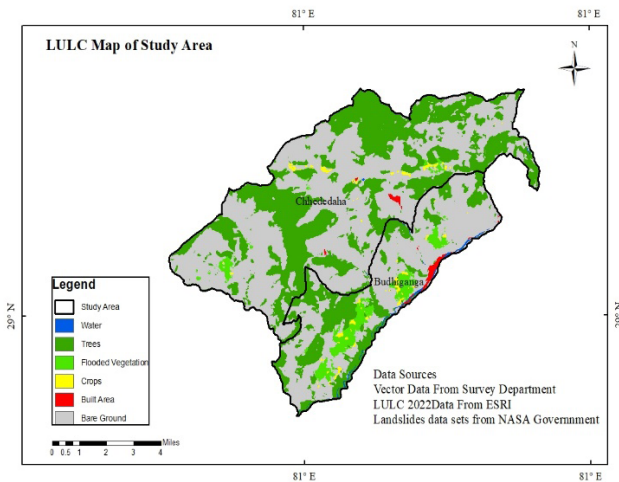 81° E
81° E
LULC Map of Study Area
N
Chhededaha
Budhiganga
Legend
Study Area
Water
Trees
Flooded Vegetation
Crops
Built Area
Bare Ground
29° N
29° N
Data Sources
Vector Data From Survey Department
LULC 2022Data From ESRI
Landslides data sets from NASA Governnment
Miles
0 0.5 1 2 3 4
81° E
81° E